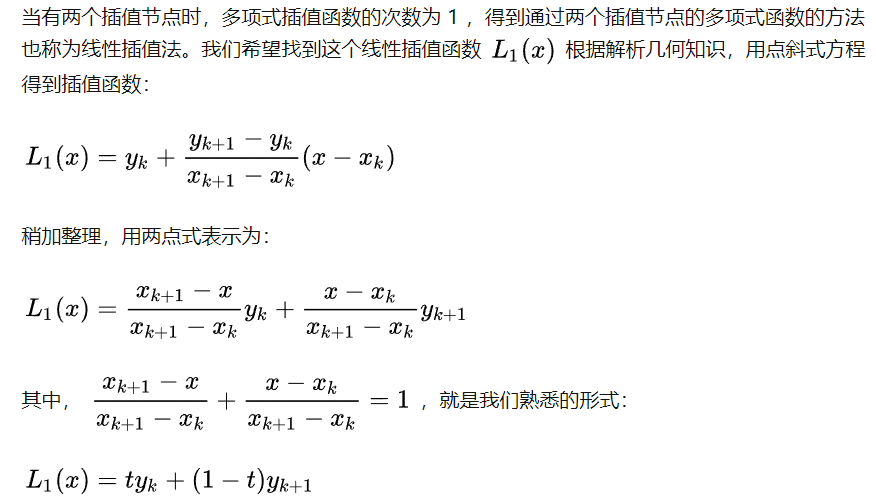 当有两个插值节点时，多项式插值函数的次数为 1 ，得到通过两个插值节点的多项式函数的方法
也称为线性插值法。我们希望找到这个线性插值函数 $L_1(x)$ 根据解析几何知识，用点斜式方程
得到插值函数：
$L_1(x) = y_k + \frac{y_{k+1} - y_k}{x_{k+1} - x_k}(x - x_k)$
稍加整理，用两点式表示为：
$L_1(x) = \frac{x_{k+1} - x}{x_{k+1} - x_k}y_k + \frac{x - x_k}{x_{k+1} - x_k}y_{k+1}$
其中， $\frac{x_{k+1} - x}{x_{k+1} - x_k} + \frac{x - x_k}{x_{k+1} - x_k} = 1$ ，就是我们熟悉的形式：
$L_1(x) = ty_k + (1 - t)y_{k+1}$